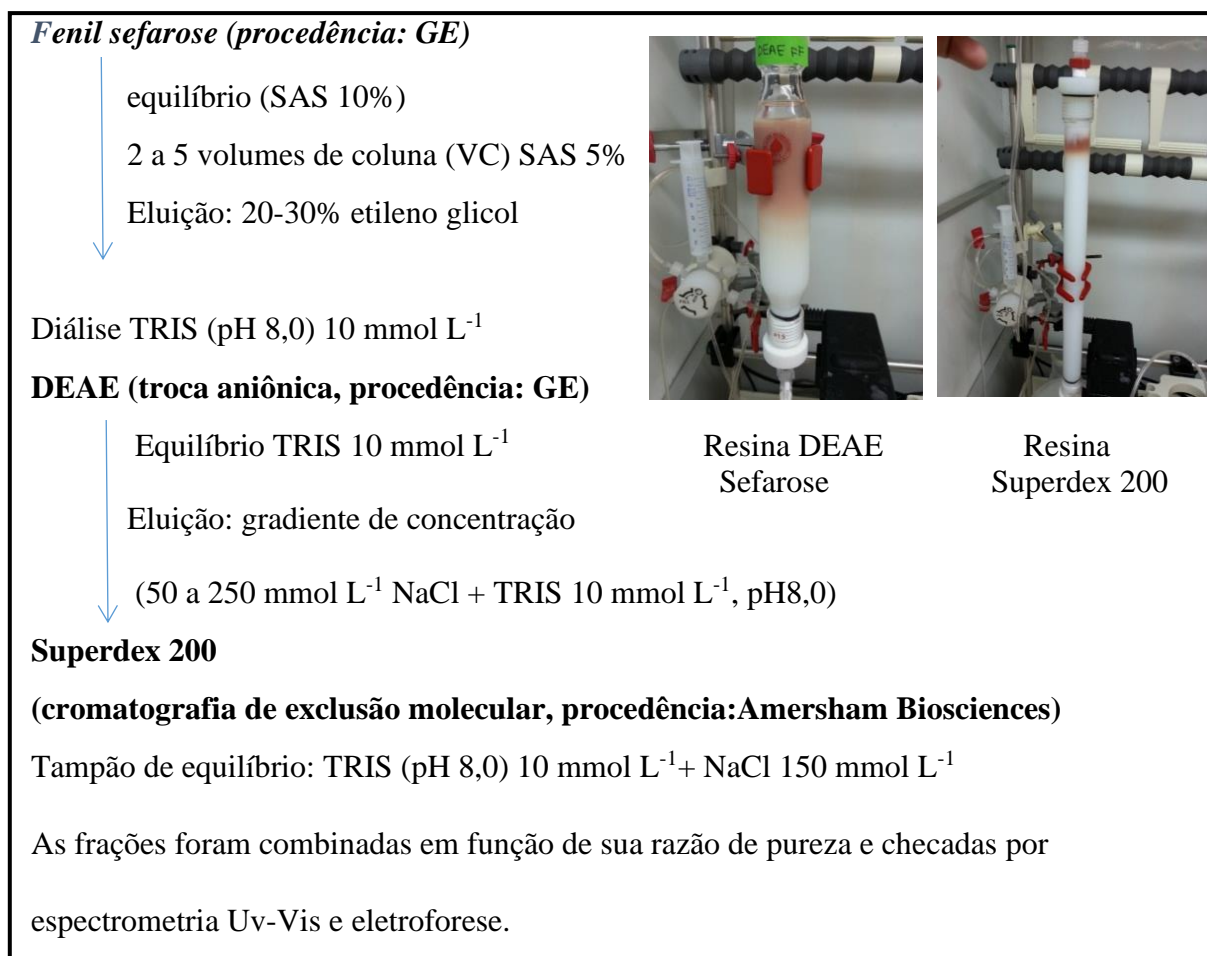 Fenil sefarose (procedência: GE)
equilíbrio (SAS 10%)
2 a 5 volumes de coluna (VC) SAS 5%
Eluição: 20-30% etileno glicol
Diálise TRIS (pH 8,0) 10 mmol L⁻¹
DEAE (troca aniônica, procedência: GE)
Equilíbrio TRIS 10 mmol L⁻¹
Eluição: gradiente de concentração
(50 a 250 mmol L⁻¹ NaCl + TRIS 10 mmol L⁻¹, pH8,0)
DEAE FF
Resina DEAE
Sefarose
Resina
Superdex 200
Superdex 200
(cromatografia de exclusão molecular, procedência:Amersham Biosciences)
Tampão de equilíbrio: TRIS (pH 8,0) 10 mmol L⁻¹+ NaCl 150 mmol L⁻¹
As frações foram combinadas em função de sua razão de pureza e checadas por
espectrometria Uv-Vis e eletroforese.